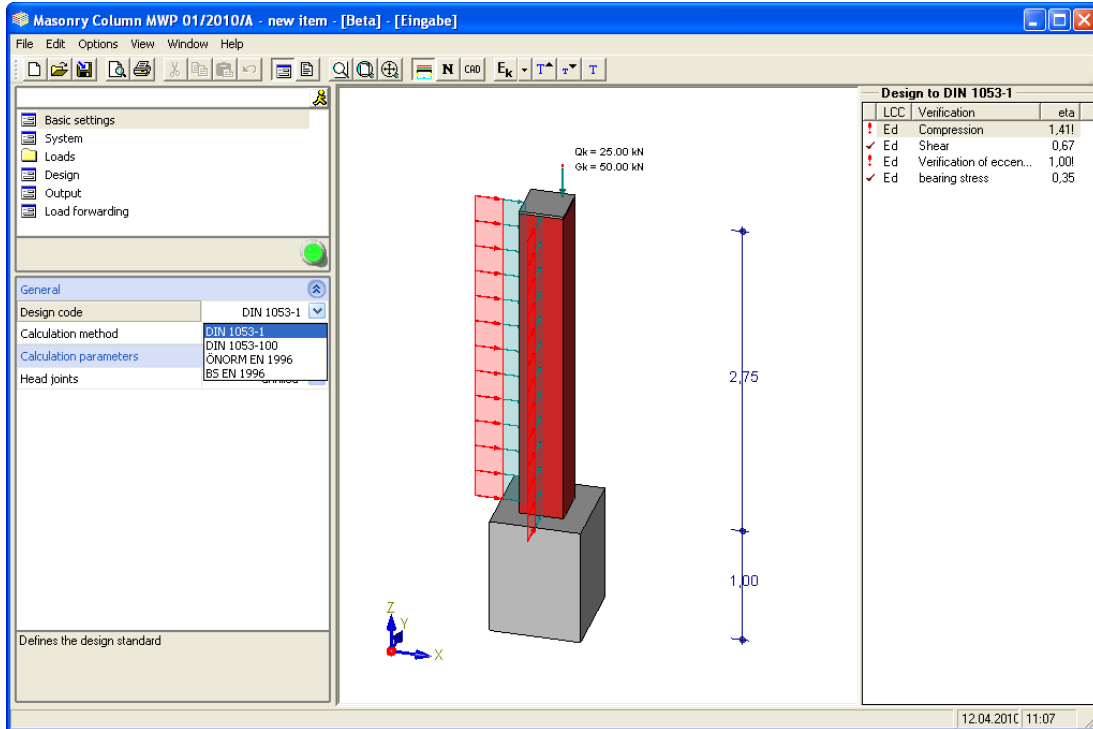 Masonry Column MWP 01/2010/A - new item - [Beta] - [Eingabe]
File Edit Options View Window Help
N CAD Ek T T T
Basic settings
System
Loads
Design
Output
Load forwarding
General
Design code DIN 1053-1
DIN 1053-1
Calculation method
DIN 1053-100
Calculation parameters
ÖNORM EN 1996
BS EN 1996
Head joints
Defines the design standard
Qk = 25.00 kN
Gk = 50.00 kN
2,75
1,00
Z
Y
X
Design to DIN 1053-1
LCC Verification eta
! Ed Compression 1,41!
Ed Shear 0,67
! Ed Verification of eccen... 1,00!
Ed bearing stress 0,35
12.04.2010 11:07